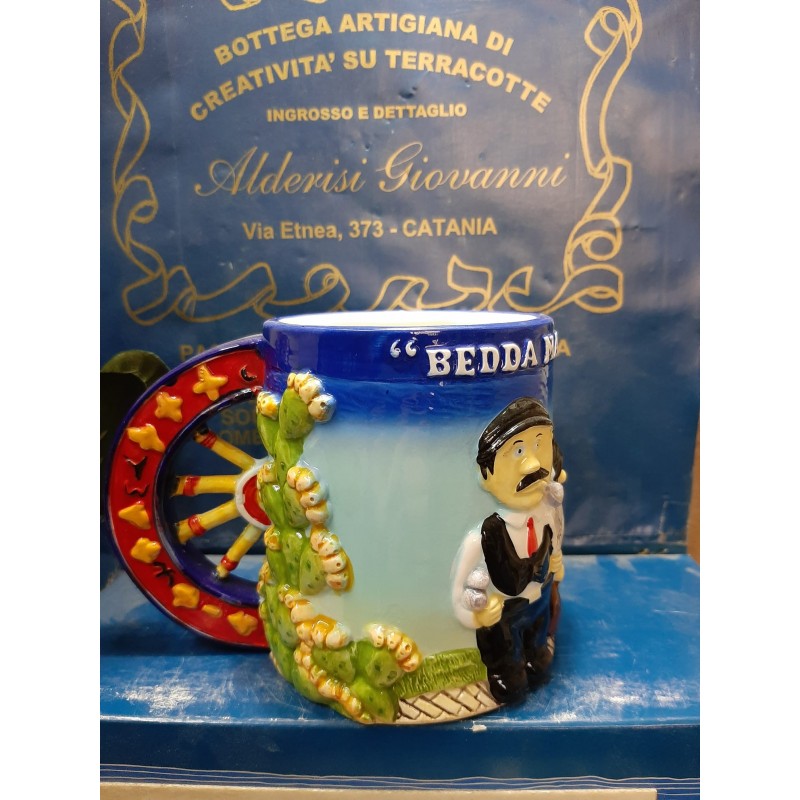 BOTTEGA ARTIGIANA DI
CREATIVITA' SU TERRACOTTE
INGROSSO E DETTAGLIO
Alderisi Giovanni
Via Etnea, 373 - CATANIA
“ BEDDA